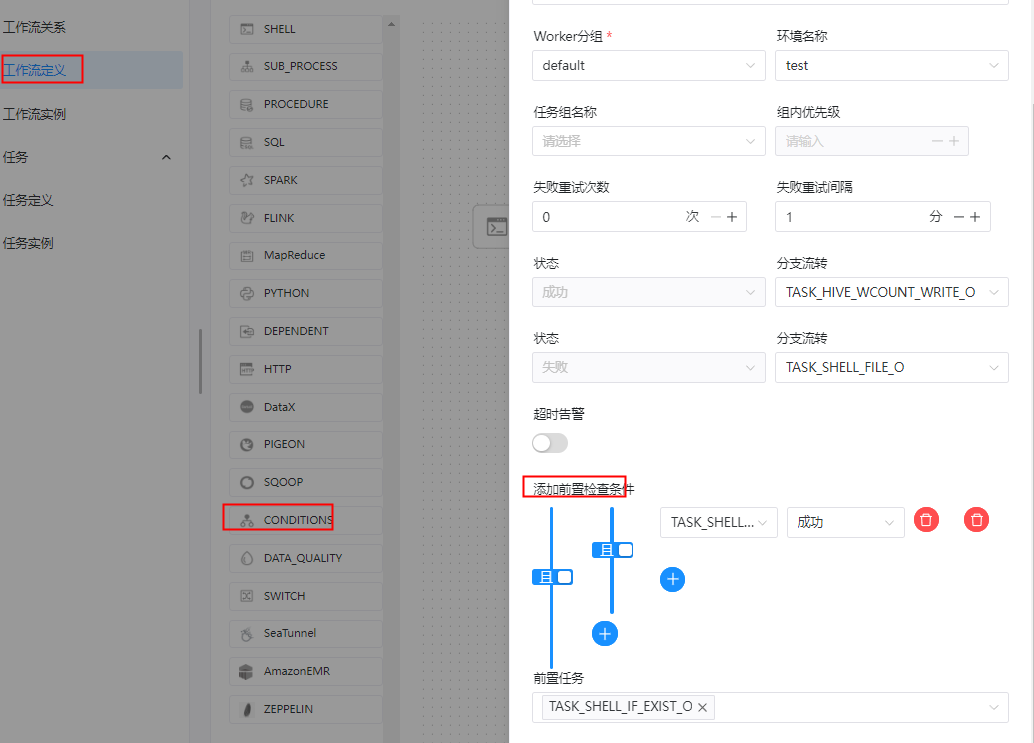 工作流关系
工作流定义
工作流实例
任务
任务定义
任务实例
SHELL
SUB_PROCESS
PROCEDURE
SQL
SPARK
FLINK
MapReduce
PYTHON
DEPENDENT
HTTP
DataX
PIGEON
SQOOP
CONDITIONS
DATA_QUALITY
SWITCH
SeaTunnel
AmazonEMR
ZEPPELIN
Worker分组 * 环境名称
default test
任务组名称 组内优先级
请选择 请输入
失败重试次数 失败重试间隔
0 次 1 分
状态 分支流转
成功 TASK_HIVE_WCOUNT_WRITE_O
状态 分支流转
失败 TASK_SHELL_FILE_O
超时告警
添加前置检查条件
且 且 TASK_SHELL... 成功
前置任务
TASK_SHELL_IF_EXIST_O